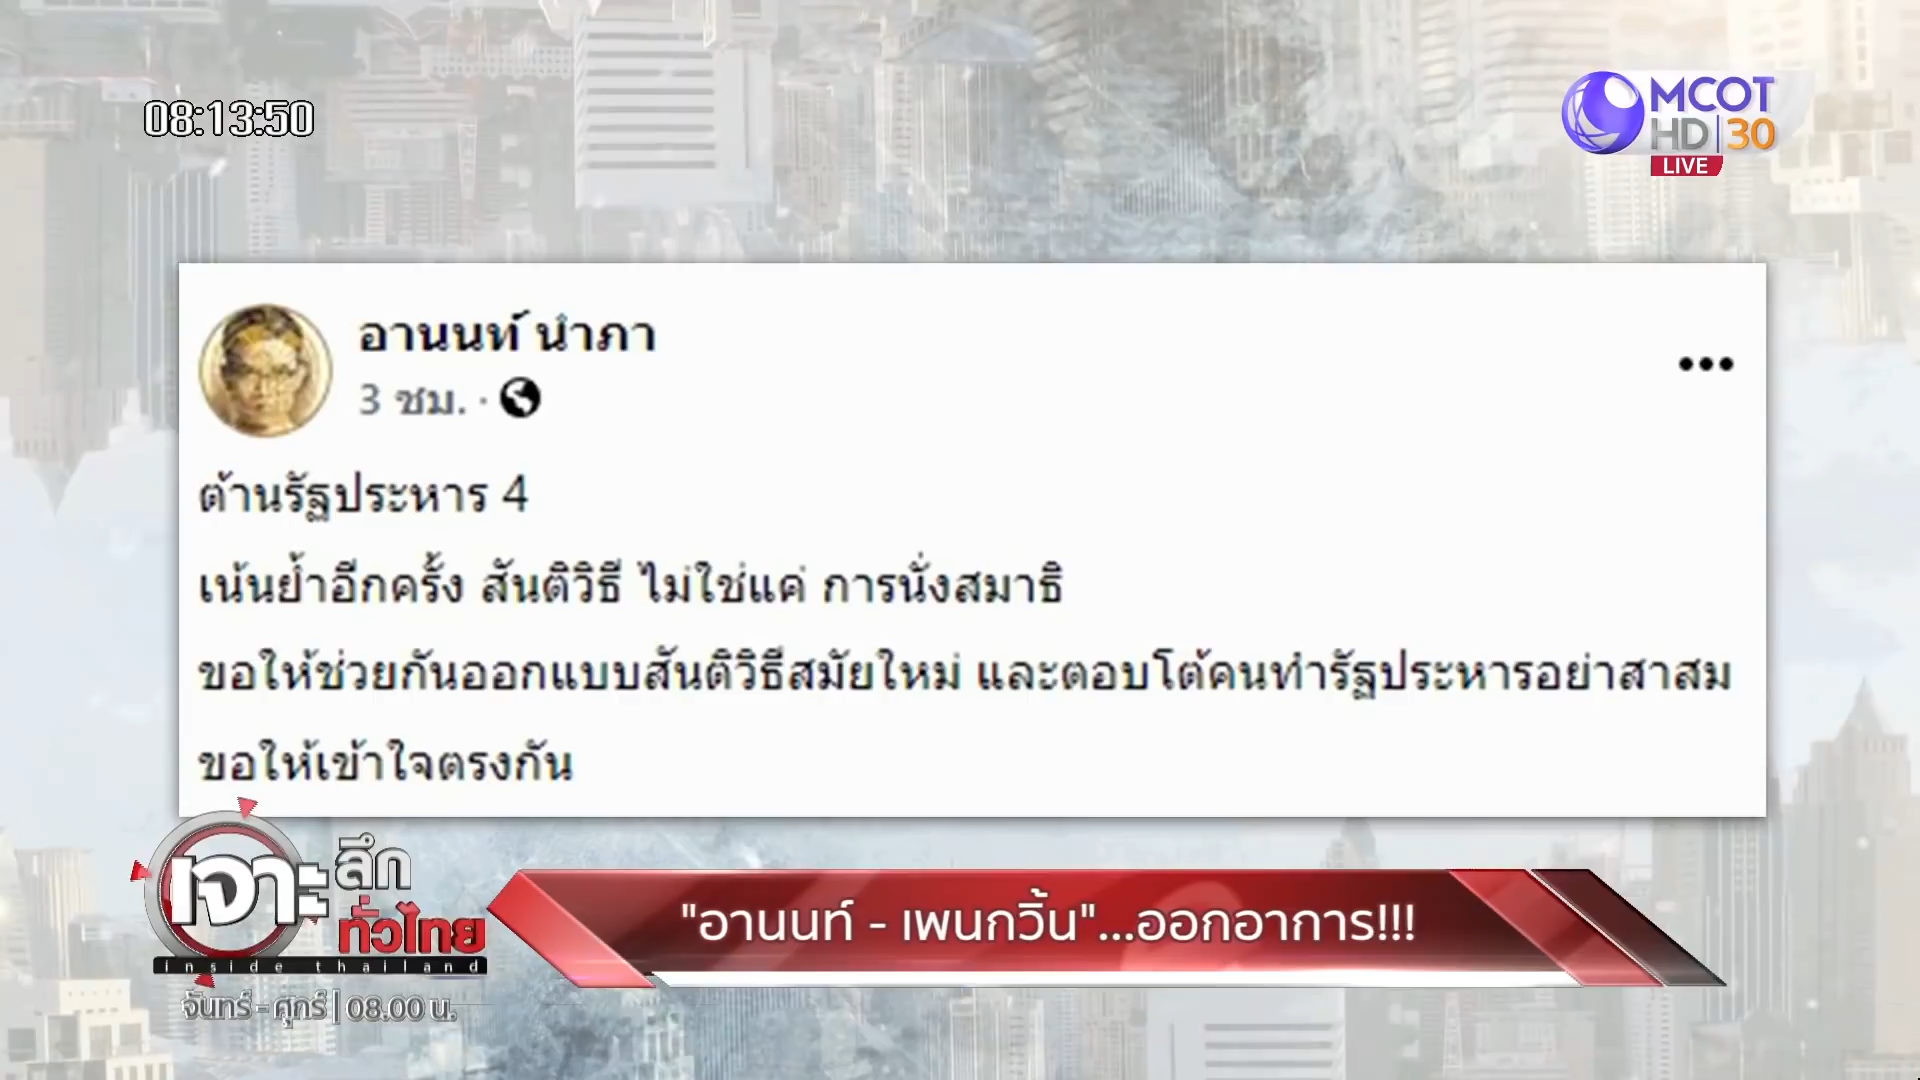 08:13:50
MCOT
HD 30
LIVE
อานนท์ นำภา
3 ชม. ·
ต้านรัฐประหาร 4
เน้นย้ำอีกครั้ง สันติวิธี ไม่ใช่แค่ การนั่งสมาธิ
ขอให้ช่วยกันออกแบบสันติวิธีสมัยใหม่ และตอบโต้คนทำรัฐประหารอย่าสาสม
ขอให้เข้าใจตรงกัน
เจาะลึก
ทั่วไทย
inside thailand
จันทร์ - ศุกร์ | 08.00 น.
"อานนท์ - เพนกวิ้น"...ออกอาการ!!!